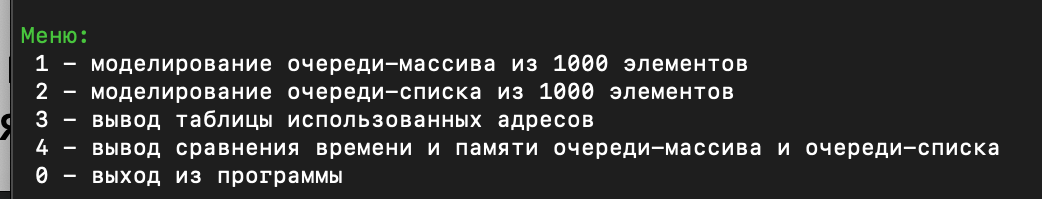 Меню:
1 – моделирование очереди–массива из 1000 элементов
2 – моделирование очереди–списка из 1000 элементов
3 – вывод таблицы использованных адресов
4 – вывод сравнения времени и памяти очереди–массива и очереди–списка
0 – выход из программы